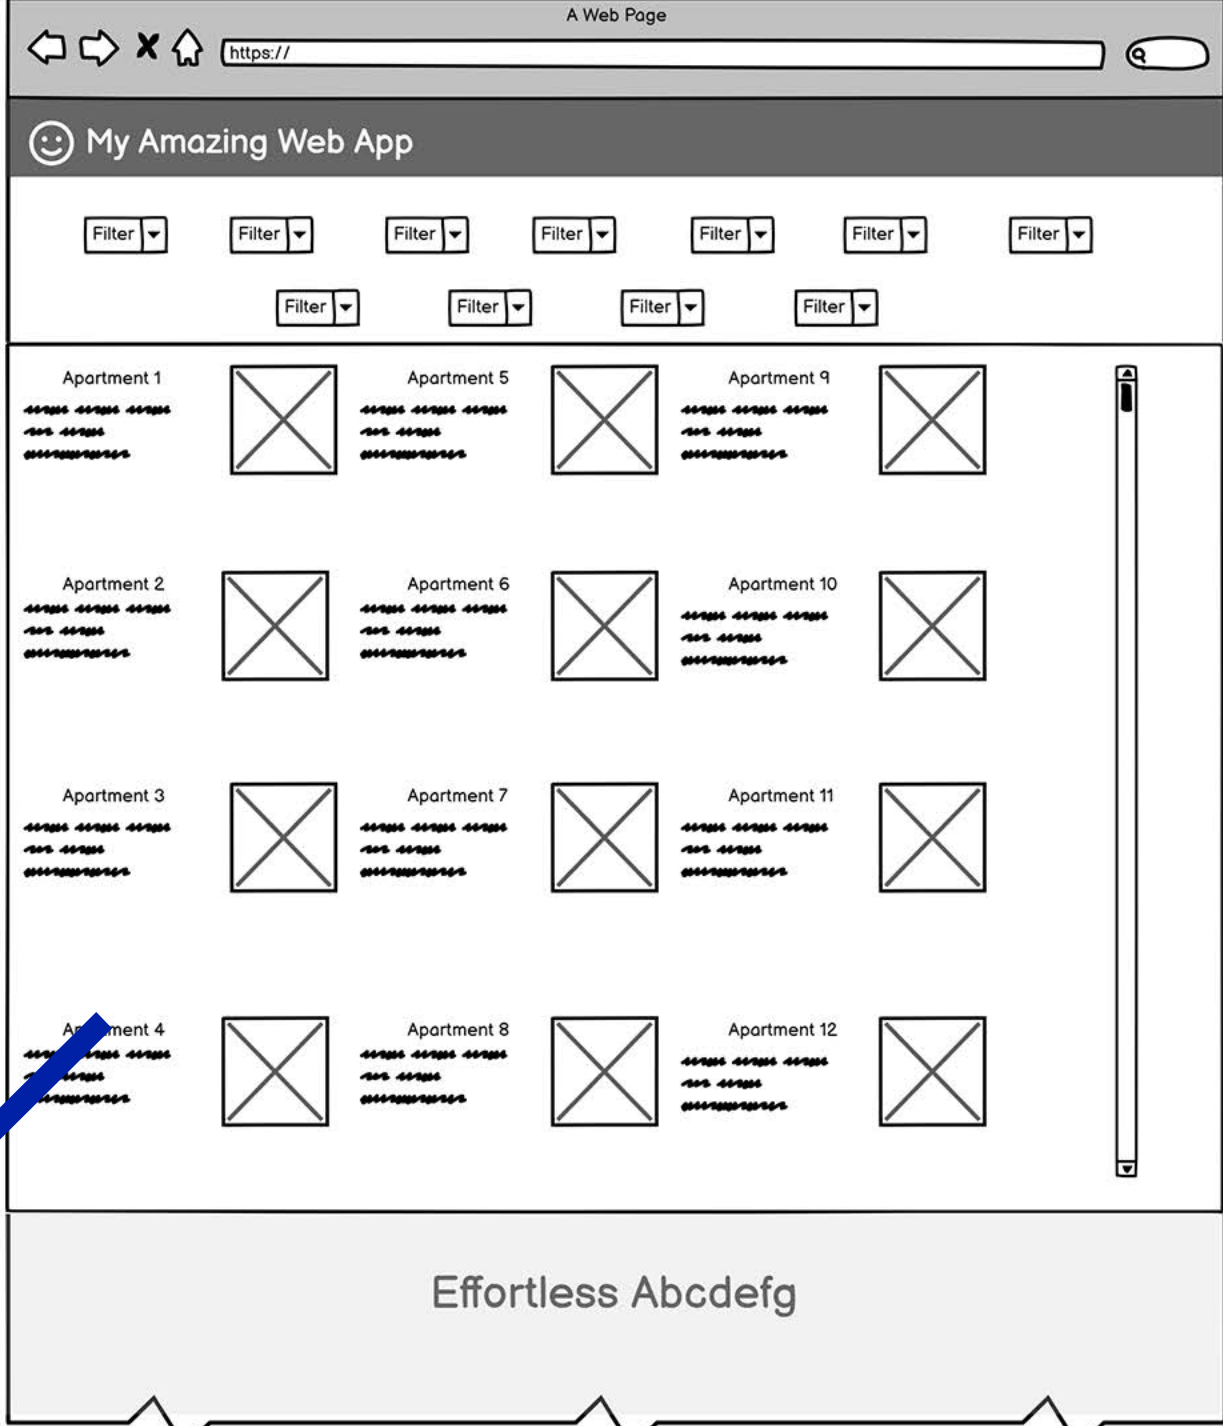 A Web Page
https://
My Amazing Web App
Filter Filter Filter Filter Filter Filter Filter
Filter Filter Filter Filter
Apartment 1 Apartment 5 Apartment 9
Apartment 2 Apartment 6 Apartment 10
Apartment 3 Apartment 7 Apartment 11
4 Apartment 8 Apartment 12
Effortless Abcdefg